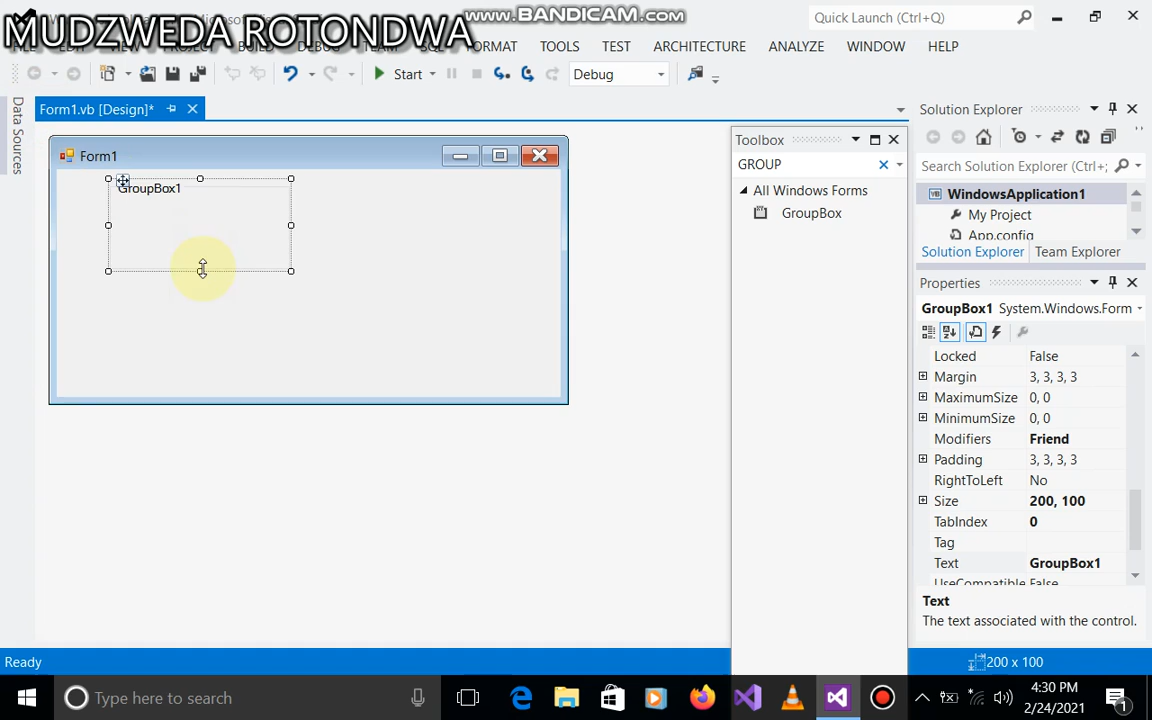 www.BANDICAM.com
MUDZWEDA ROTONDWA
Quick Launch (Ctrl+Q)
FORMAT TOOLS TEST ARCHITECTURE ANALYZE WINDOW HELP
Start Debug
Data Sources
Form1.vb [Design]*
Form1
GroupBox1
Toolbox
GROUP
All Windows Forms
GroupBox
Solution Explorer
Search Solution Explorer (Ctrl+;
WindowsApplication1
My Project
App.config
Solution Explorer Team Explorer
Properties
GroupBox1 System.Windows.Form
Locked False
Margin 3, 3, 3, 3
MaximumSize 0, 0
MinimumSize 0, 0
Modifiers Friend
Padding 3, 3, 3, 3
RightToLeft No
Size 200, 100
TabIndex 0
Tag
Text GroupBox1
UseCompatible False
Text
The text associated with the control.
Ready
200 x 100
Type here to search
4:30 PM
2/24/2021
1